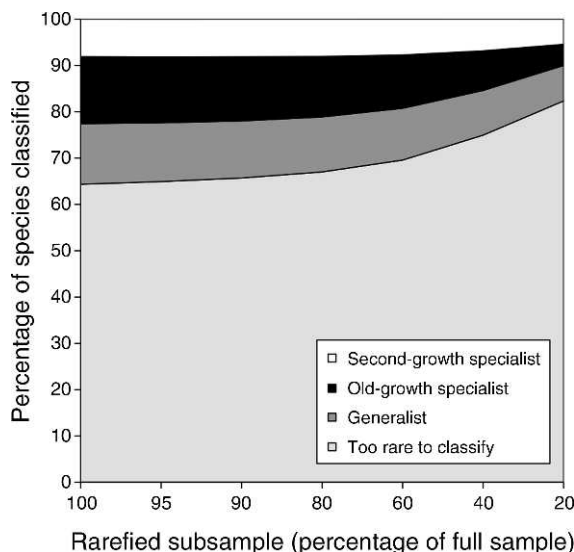 Percentage of species classified
100
90
80
70
60
50
40
30
20
10
0
Second-growth specialist
Old-growth specialist
Generalist
Too rare to classify
100 95 90 80 60 40 20
Rarefied subsample (percentage of full sample)